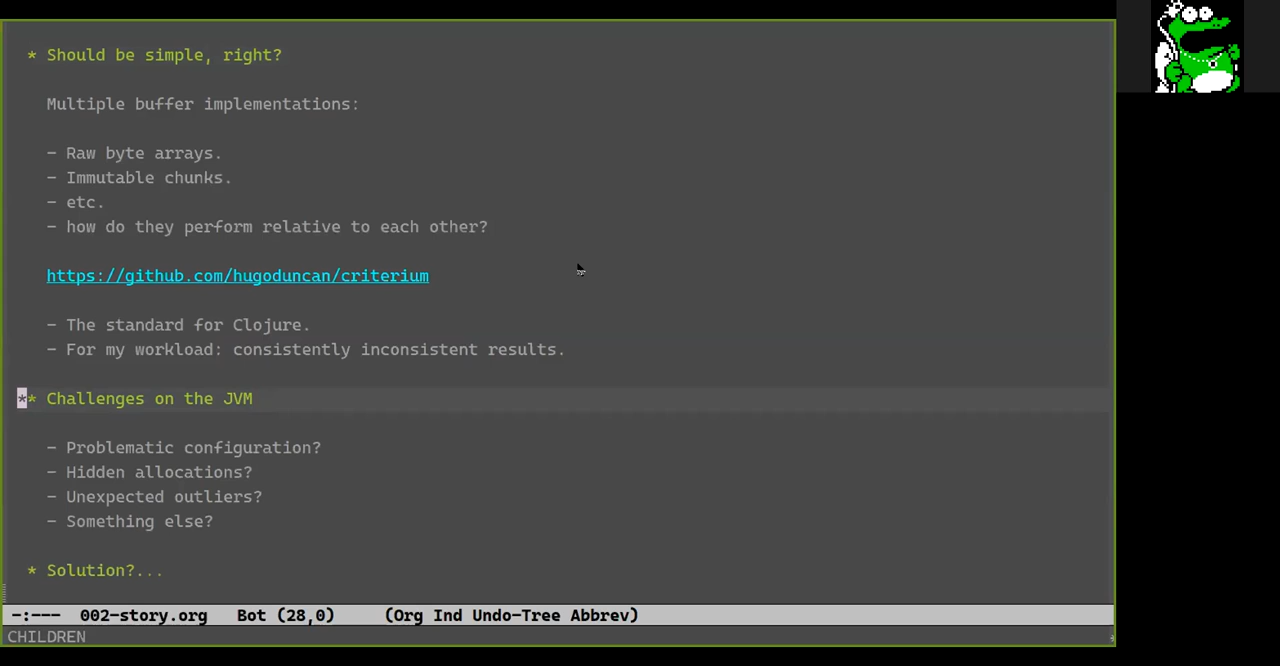 * Should be simple, right?
Multiple buffer implementations:
- Raw byte arrays.
- Immutable chunks.
- etc.
- how do they perform relative to each other?
https://github.com/hugoduncan/criterium
- The standard for Clojure.
- For my workload: consistently inconsistent results.
** Challenges on the JVM
- Problematic configuration?
- Hidden allocations?
- Unexpected outliers?
- Something else?
* Solution?...
-:--- 002-story.org Bot (28,0) (Org Ind Undo-Tree Abbrev)
CHILDREN